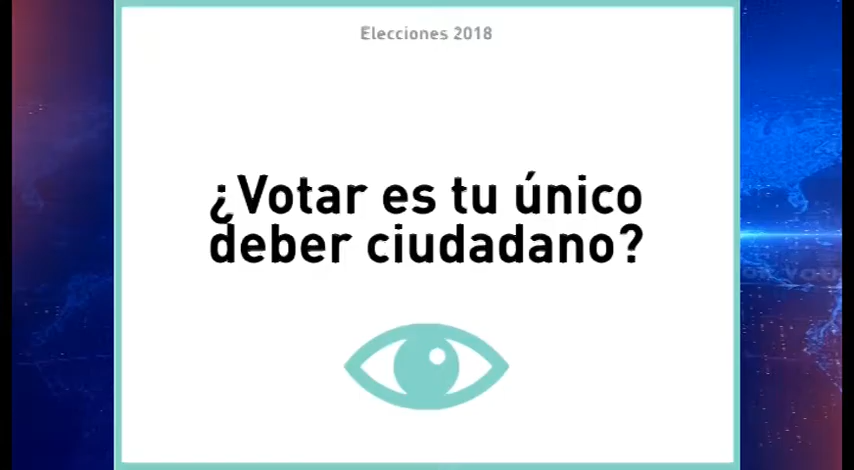 Elecciones 2018
¿Votar es tu único
deber ciudadano?